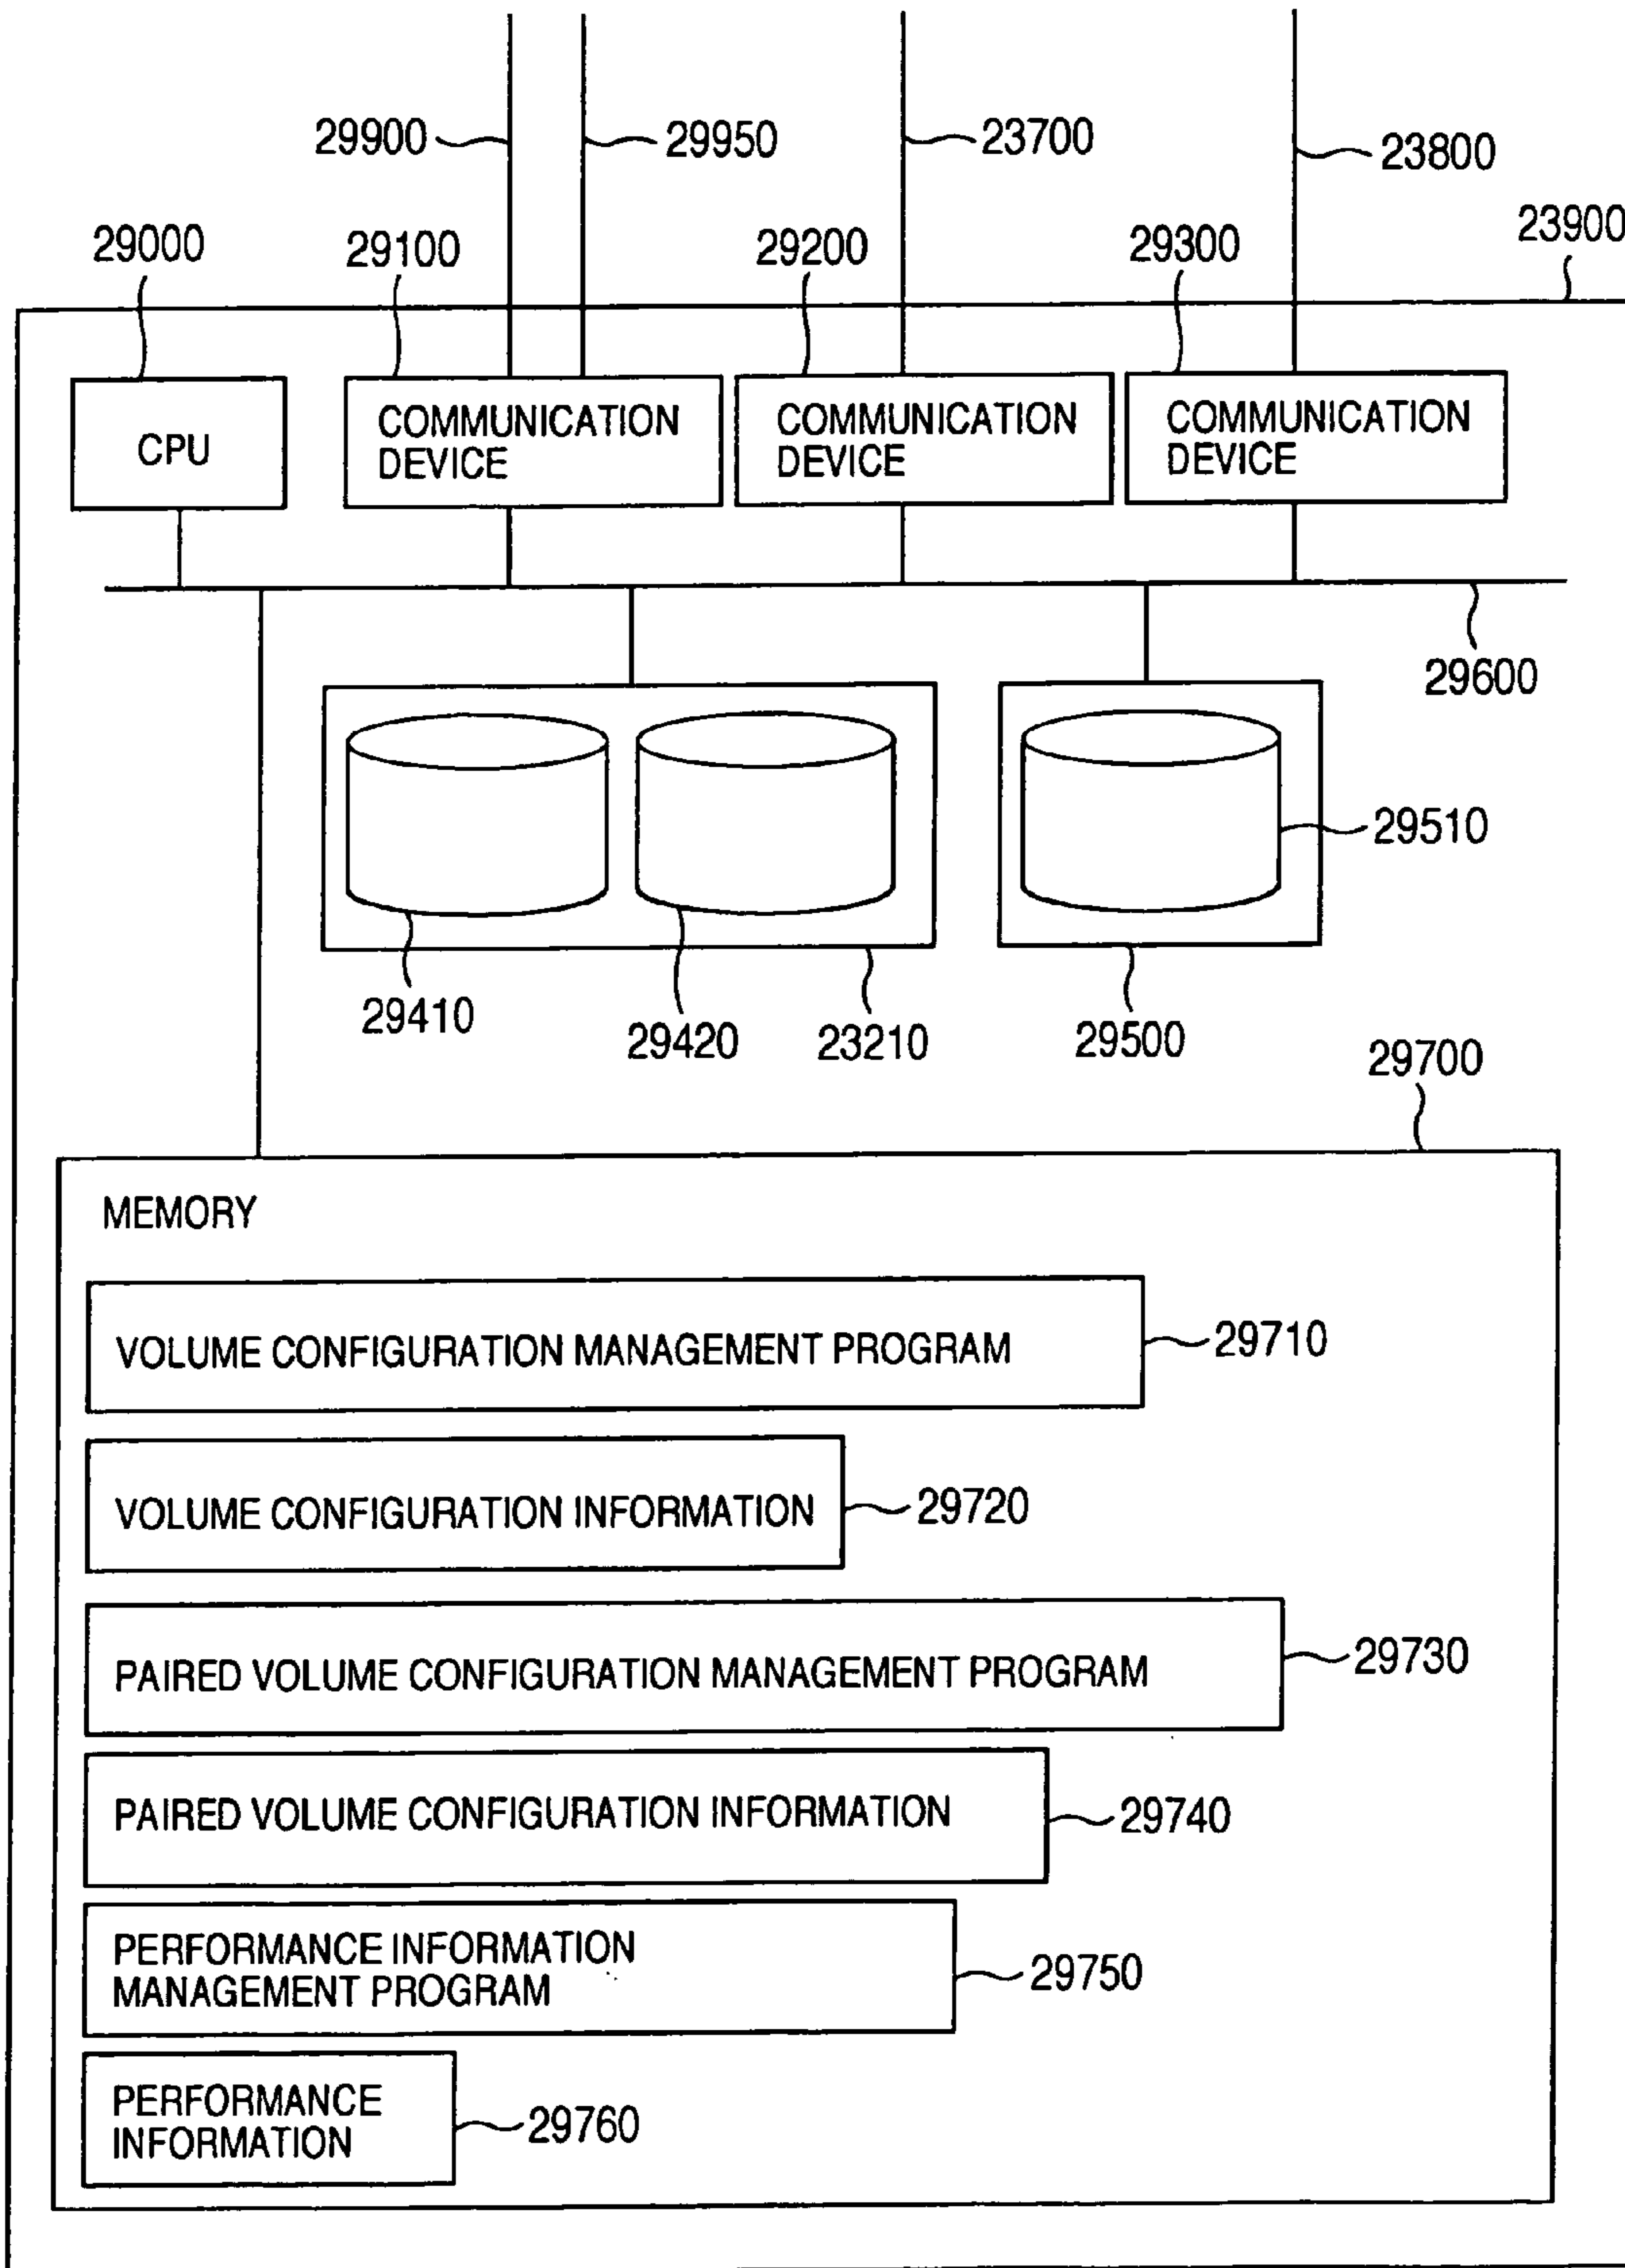 29900
29950
23700
23800
23900
29000
29100
29200
29300
CPU
COMMUNICATION
DEVICE
COMMUNICATION
DEVICE
COMMUNICATION
DEVICE
29600
29510
29410
29420
23210
29500
29700
MEMORY
VOLUME CONFIGURATION MANAGEMENT PROGRAM
29710
VOLUME CONFIGURATION INFORMATION
29720
PAIRED VOLUME CONFIGURATION MANAGEMENT PROGRAM
29730
PAIRED VOLUME CONFIGURATION INFORMATION
29740
PERFORMANCE INFORMATION
MANAGEMENT PROGRAM
29750
PERFORMANCE
INFORMATION
29760